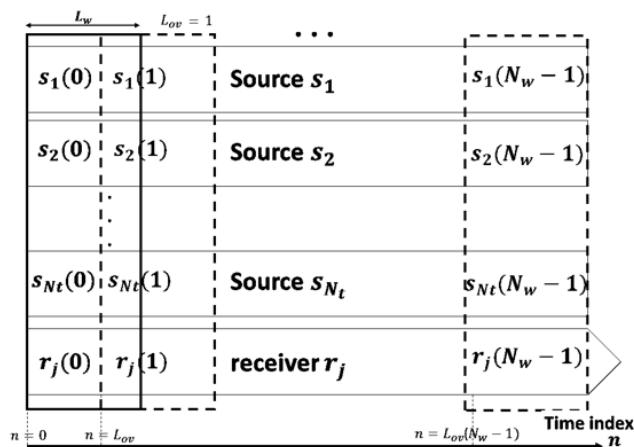 L_w L_ov = 1 ...
s_1(0) s_1(1) Source s_1 s_1(N_w − 1)
s_2(0) s_2(1) Source s_2 s_2(N_w − 1)
s_Nt(0) s_Nt(1) Source s_Nt s_Nt(N_w − 1)
r_j(0) r_j(1) receiver r_j r_j(N_w − 1)
n = 0 n = L_ov n = L_ov(N_w − 1) Time index
n